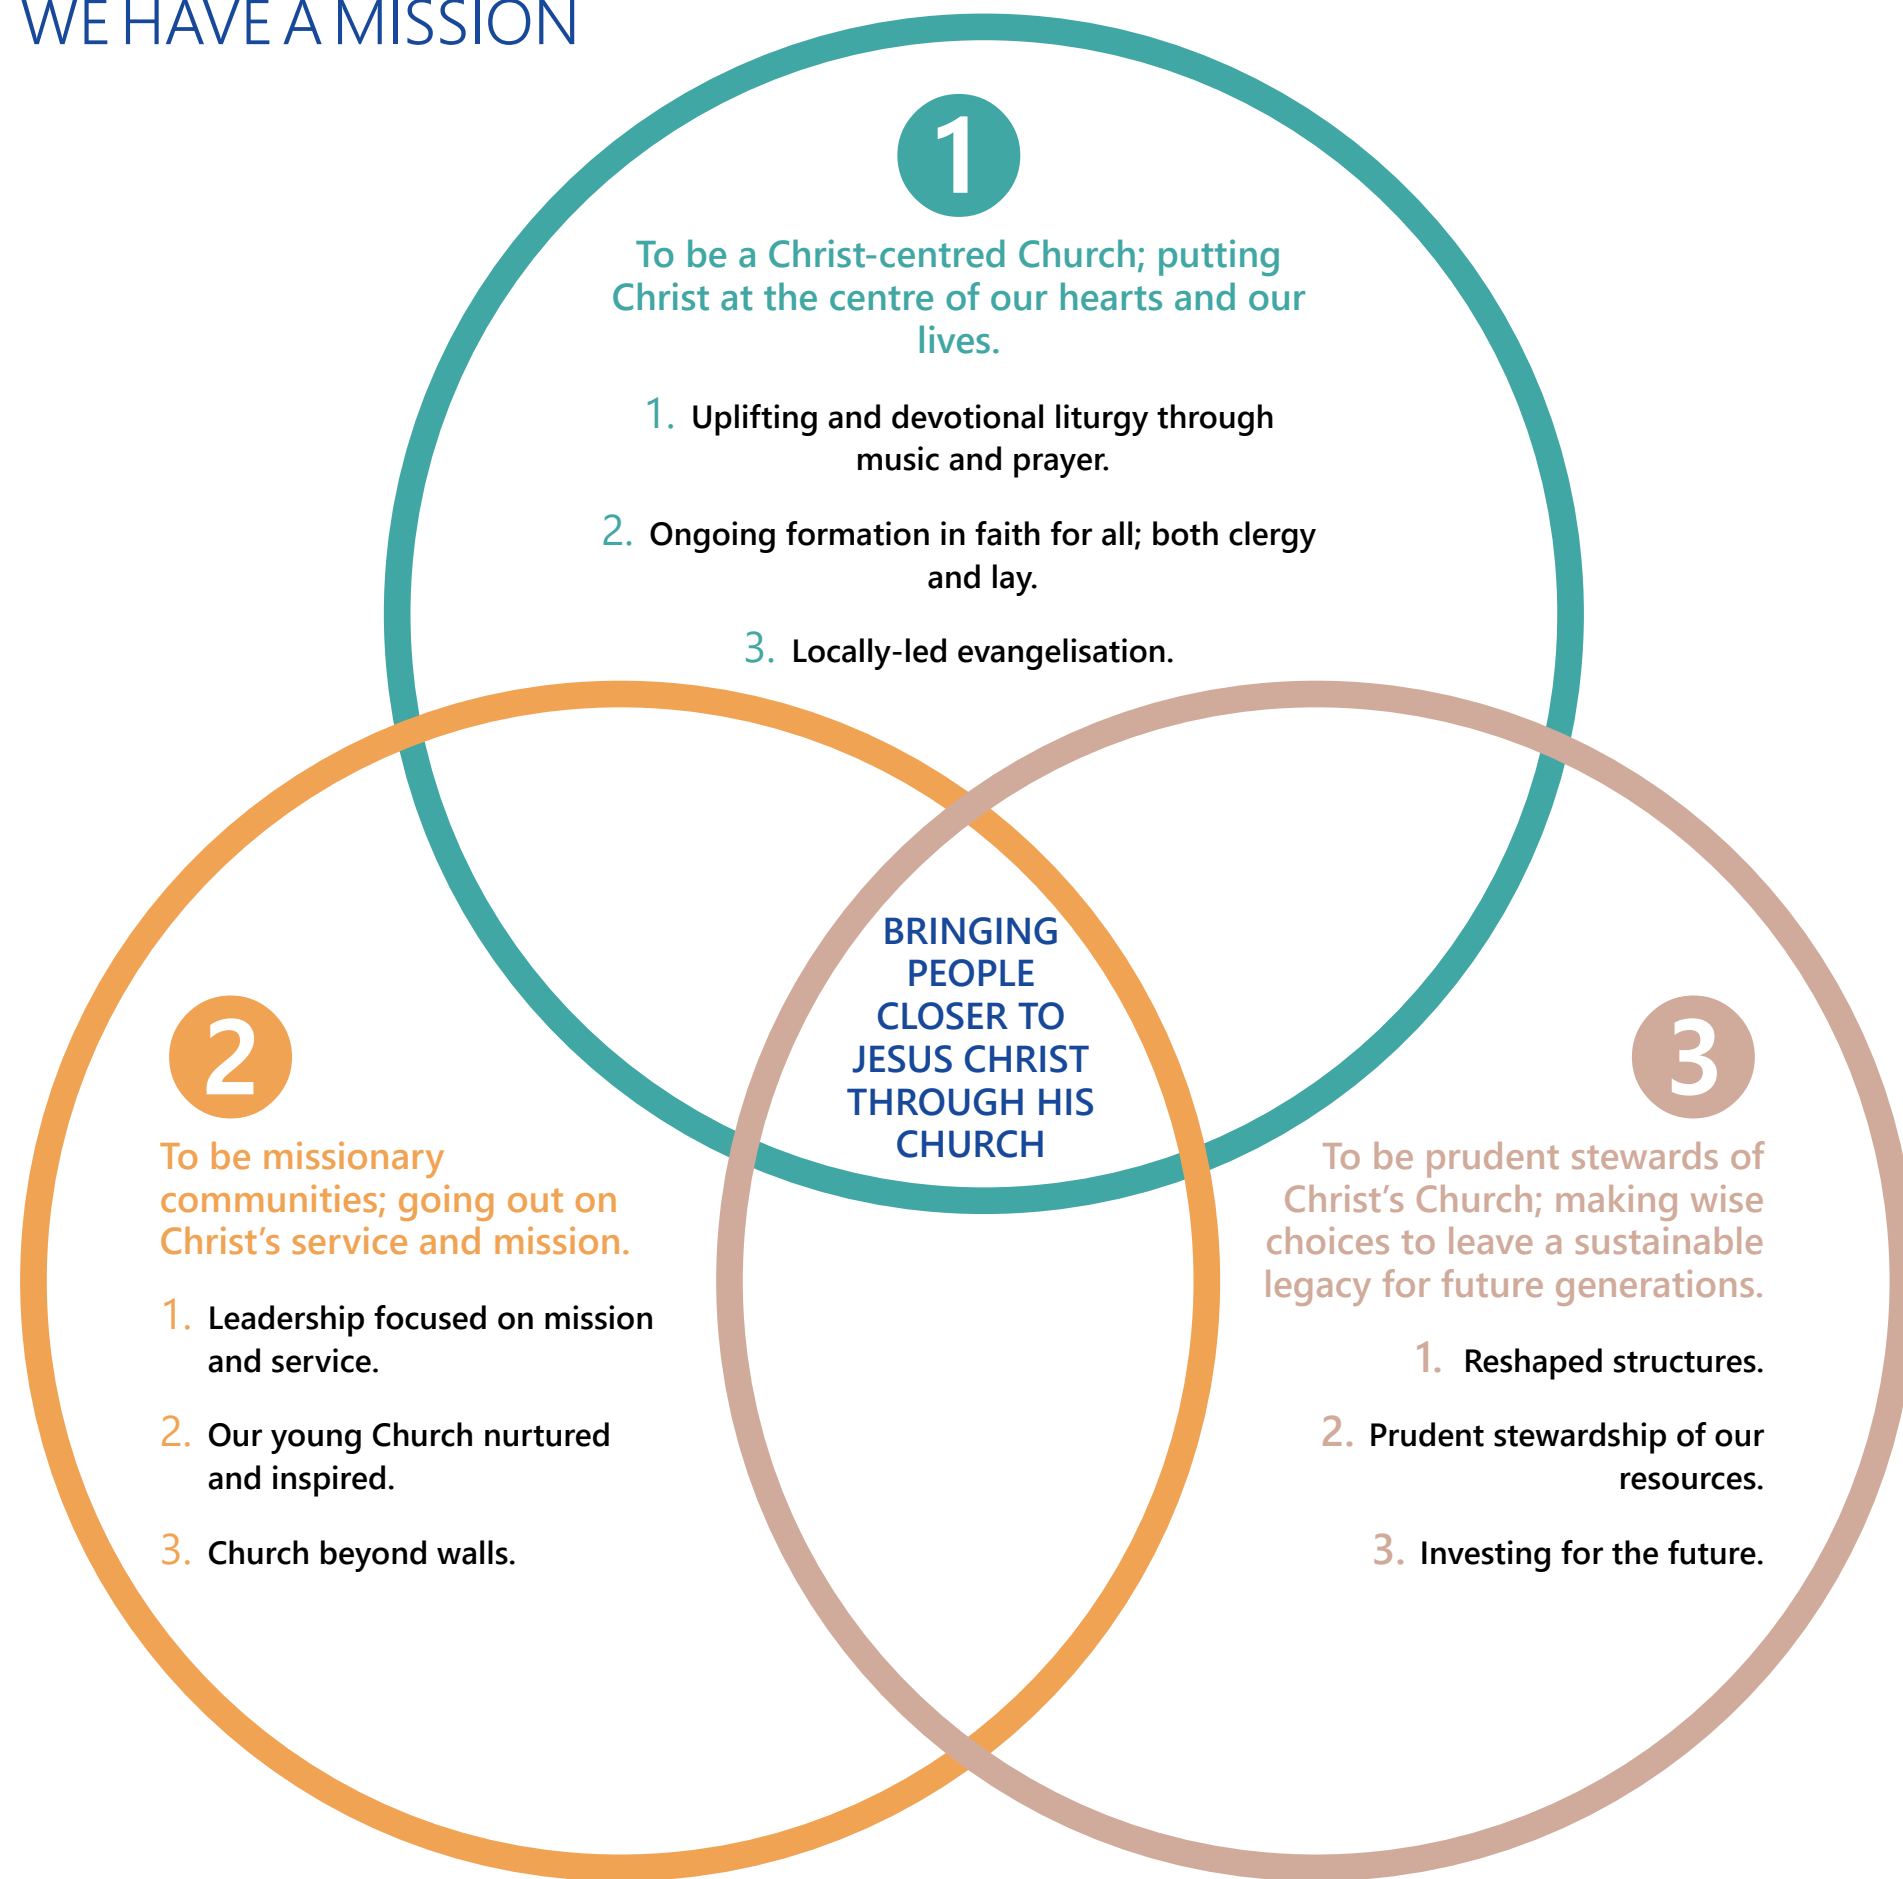 WE HAVE A MISSION
1
To be a Christ-centred Church; putting
Christ at the centre of our hearts and our
lives.
1. Uplifting and devotional liturgy through
music and prayer.
2. Ongoing formation in faith for all; both clergy
and lay.
3. Locally-led evangelisation.
BRINGING
PEOPLE
CLOSER TO
JESUS CHRIST
THROUGH HIS
CHURCH
2
To be missionary
communities; going out on
Christ’s service and mission.
1. Leadership focused on mission
and service.
2. Our young Church nurtured
and inspired.
3. Church beyond walls.
3
To be prudent stewards of
Christ’s Church; making wise
choices to leave a sustainable
legacy for future generations.
1. Reshaped structures.
2. Prudent stewardship of our
resources.
3. Investing for the future.